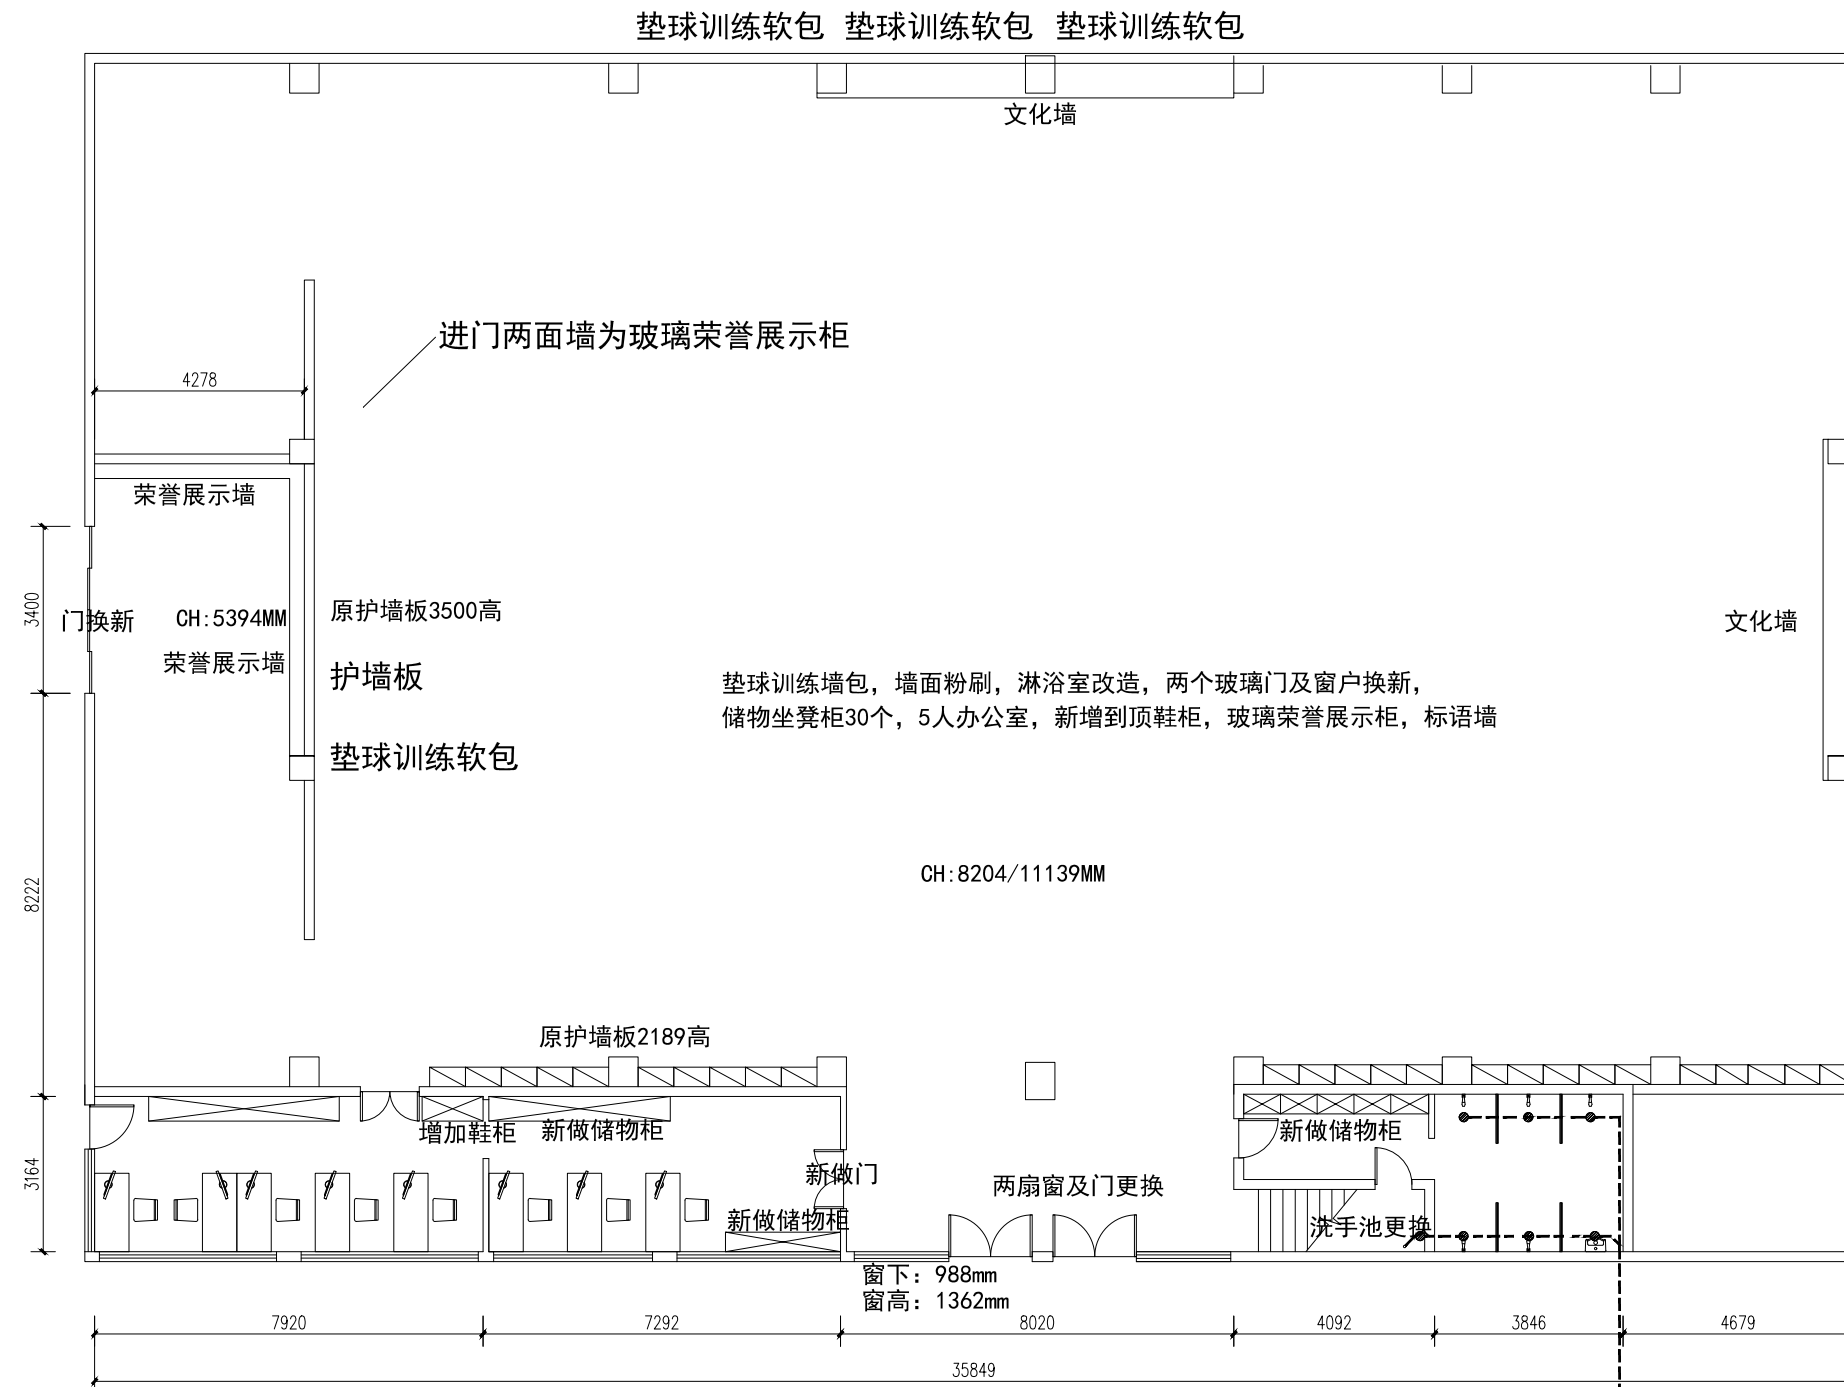 垫球训练软包 垫球训练软包 垫球训练软包
文化墙
进门两面墙为玻璃荣誉展示柜
4278
荣誉展示墙
3400
门换新
CH:5394MM
原护墙板3500高
文化墙
荣誉展示墙
护墙板
垫球训练墙包，墙面粉刷，淋浴室改造，两个玻璃门及窗户换新，
储物坐凳柜30个，5人办公室，新增到顶鞋柜，玻璃荣誉展示柜，标语墙
垫球训练软包
8222
CH:8204/11139MM
原护墙板2189高
增加鞋柜
新做储物柜
新做储物柜
3164
新做门
两扇窗及门更换
新做储物柜
洗手池更换
窗下：988mm
窗高：1362mm
7920
7292
8020
4092
3846
4679
35849